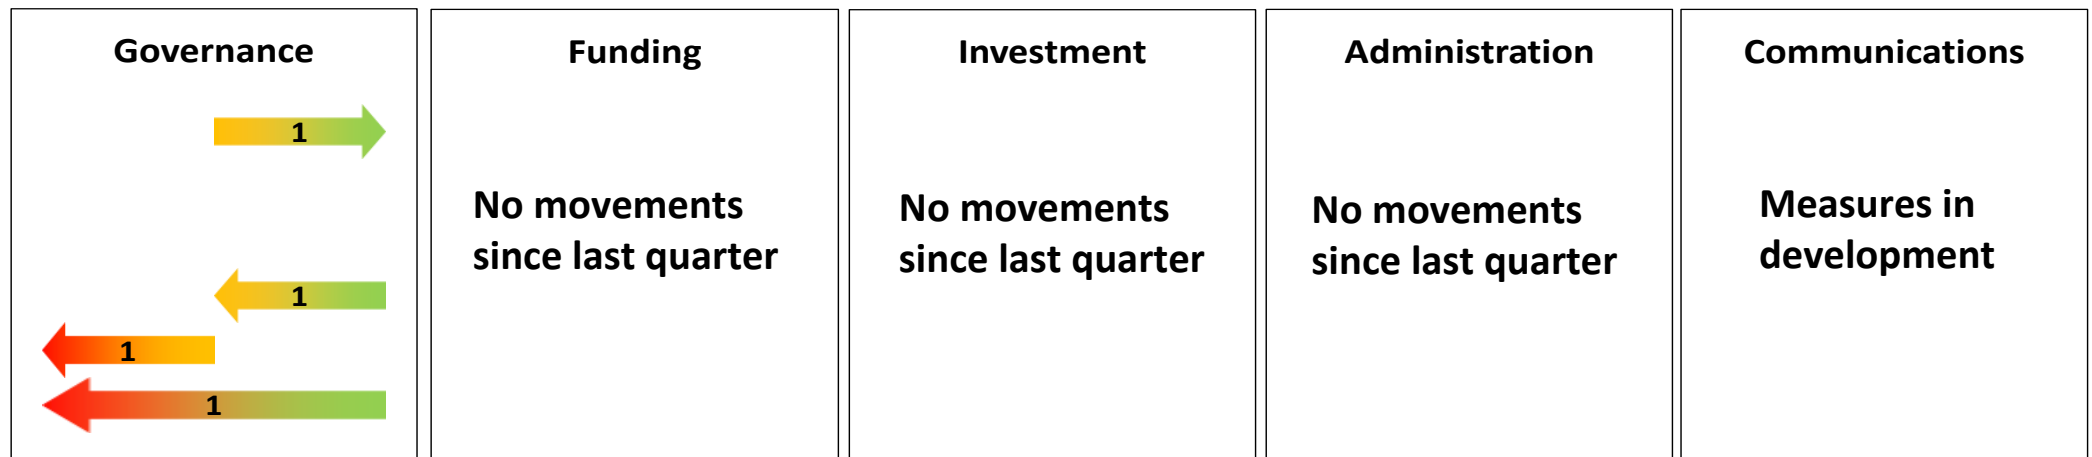 Governance
1
1
1
1
Funding
No movements
since last quarter
Investment
No movements
since last quarter
Administration
No movements
since last quarter
Communications
Measures in
development